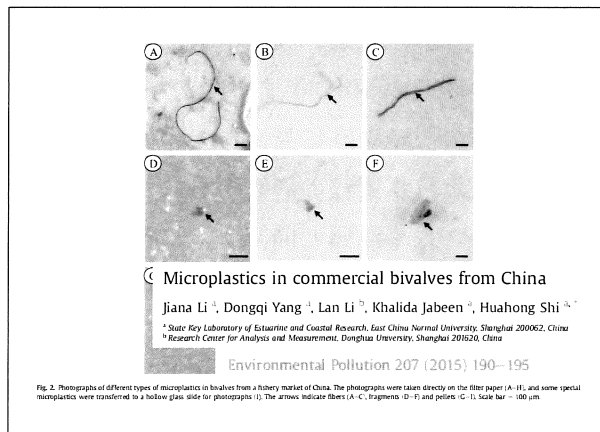 A
B
C
D
E
F
Microplastics in commercial bivalves from China
Jiana Li a, Dongqi Yang a, Lan Li b, Khalida Jabeen a, Huahong Shi a, *
a State Key Laboratory of Estuarine and Coastal Research, East China Normal University, Shanghai 200062, China
b Research Center for Analysis and Measurement, Donghua University, Shanghai 201620, China
Environmental Pollution 207 (2015) 190–195
Fig. 2. Photographs of different types of microplastics in bivalves from a fishery market of China. The photographs were taken directly on the filter paper (A–H), and some special
microplastics were transferred to a hollow glass slide for photographs (I). The arrows indicate fibers (A–C), fragments (D–F) and pellets (G–I). Scale bar = 100 μm.